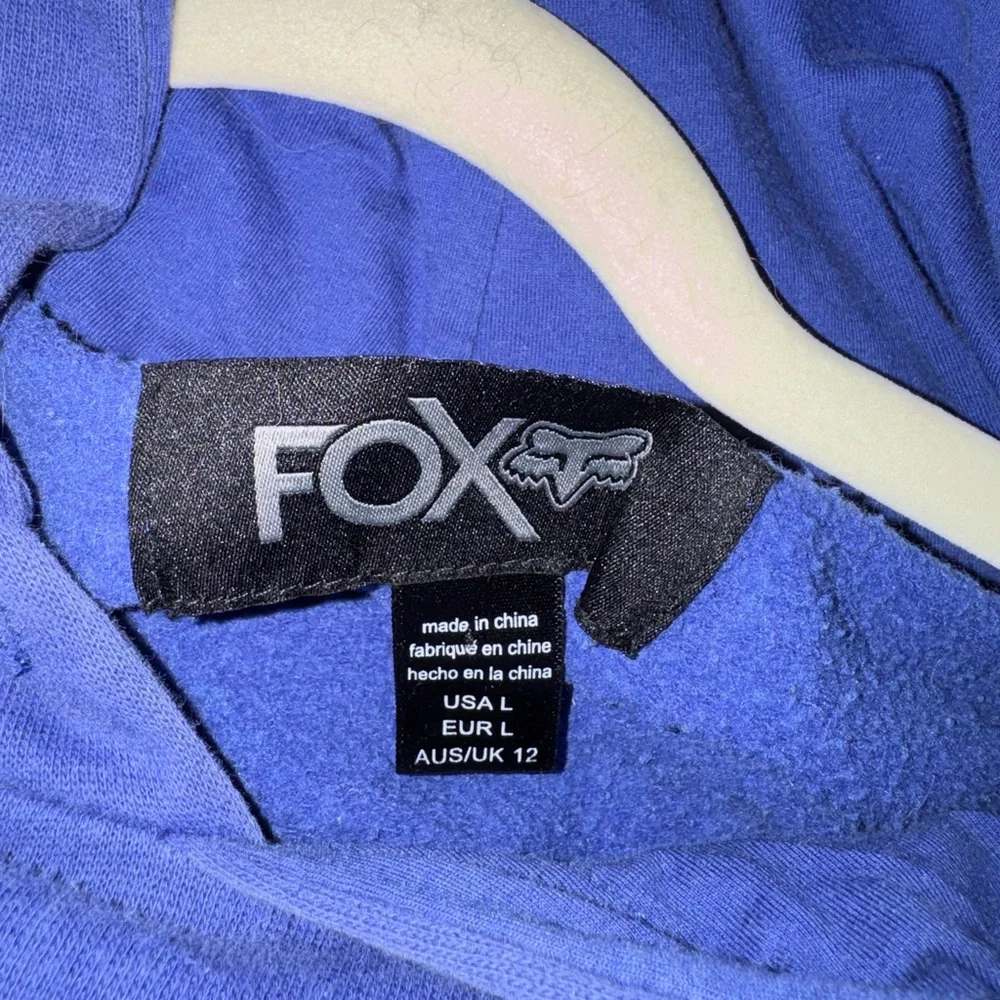 FOX
made in china
fabriqué en chine
hecho en la china
USA L
EUR L
AUS/UK 12